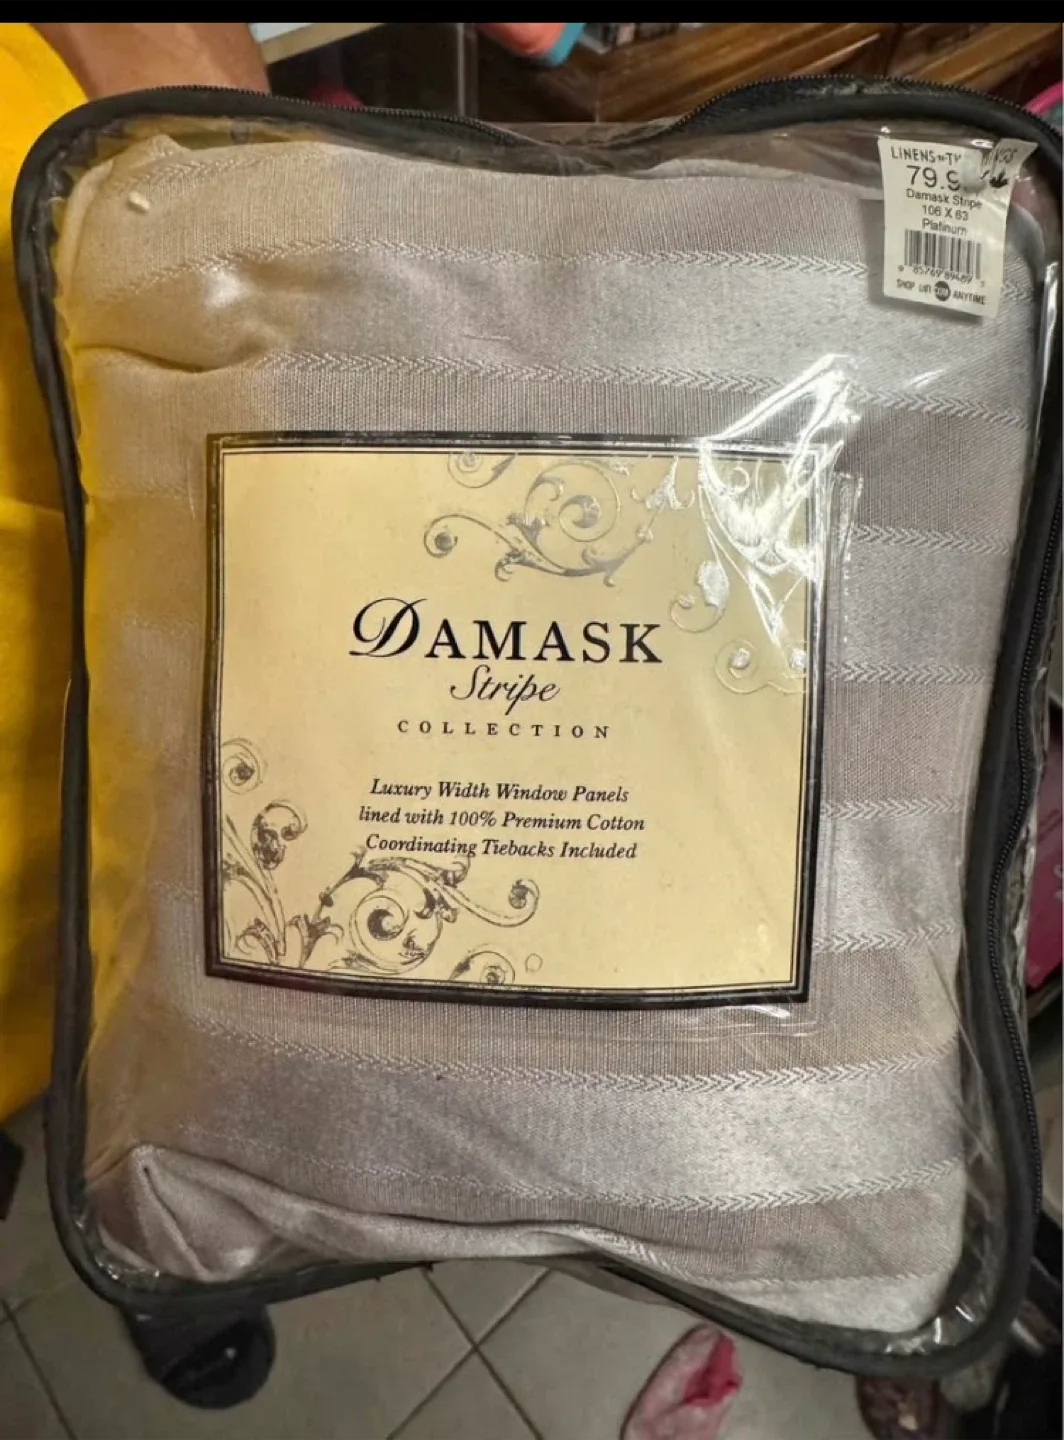 79.9
Damask Stripe
106 X 63
Platinum
SHOP
ANYTIME
DAMASK
Stripe
COLLECTION
Luxury Width Window Panels
lined with 100% Premium Cotton
Coordinating Tiebacks Included